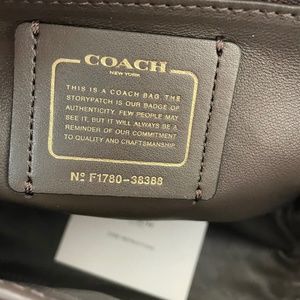 COACH
NEW YORK
THIS IS A COACH BAG. THE
STORYPATCH IS OUR BADGE OF
AUTHENTICITY. FEW PEOPLE MAY
SEE IT, BUT IT WILL ALWAYS BE A
REMINDER OF OUR COMMITMENT
TO QUALITY AND CRAFTSMANSHIP.
Nº F1780-38388